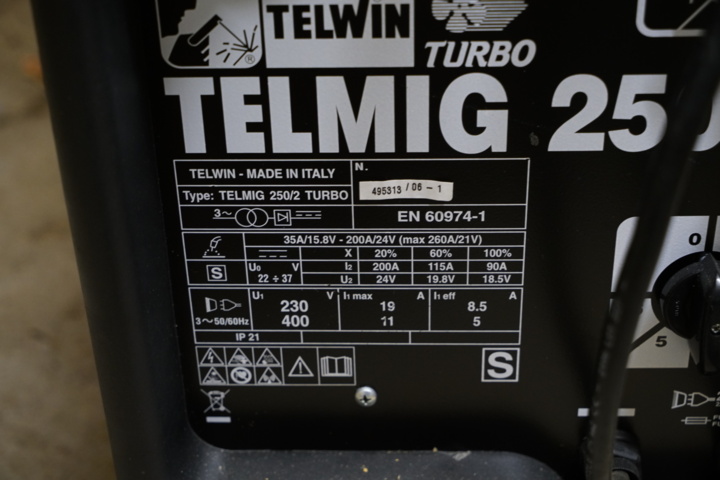 TELWIN
TURBO
TELMIG 250
TELWIN - MADE IN ITALY
N.
495313 / 06 - 1
Type: TELMIG 250/2 TURBO
3~
EN 60974-1
35A/15.8V - 200A/24V (max 260A/21V)
X 20% 60% 100%
S
U0 V
22 ÷ 37
I2 200A 115A 90A
U2 24V 19.8V 18.5V
U1 V I1 max A I1 eff A
230 19 8.5
3~50/60Hz 400 11 5
IP 21
S
0
5